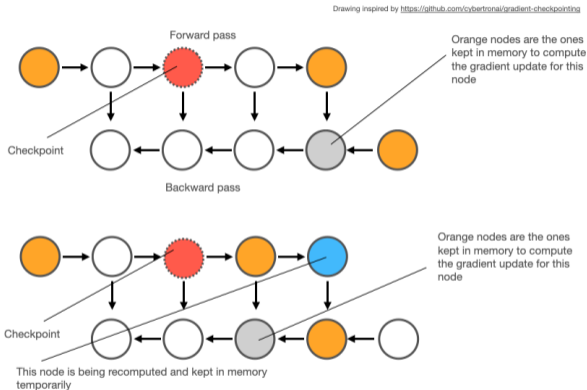 Drawing inspired by https://github.com/cybertronai/gradient-checkpointing
Forward pass
Orange nodes are the ones
kept in memory to compute
the gradient update for this
node
Checkpoint
Backward pass
Orange nodes are the ones
kept in memory to compute
the gradient update for this
node
Checkpoint
This node is being recomputed and kept in memory
temporarily